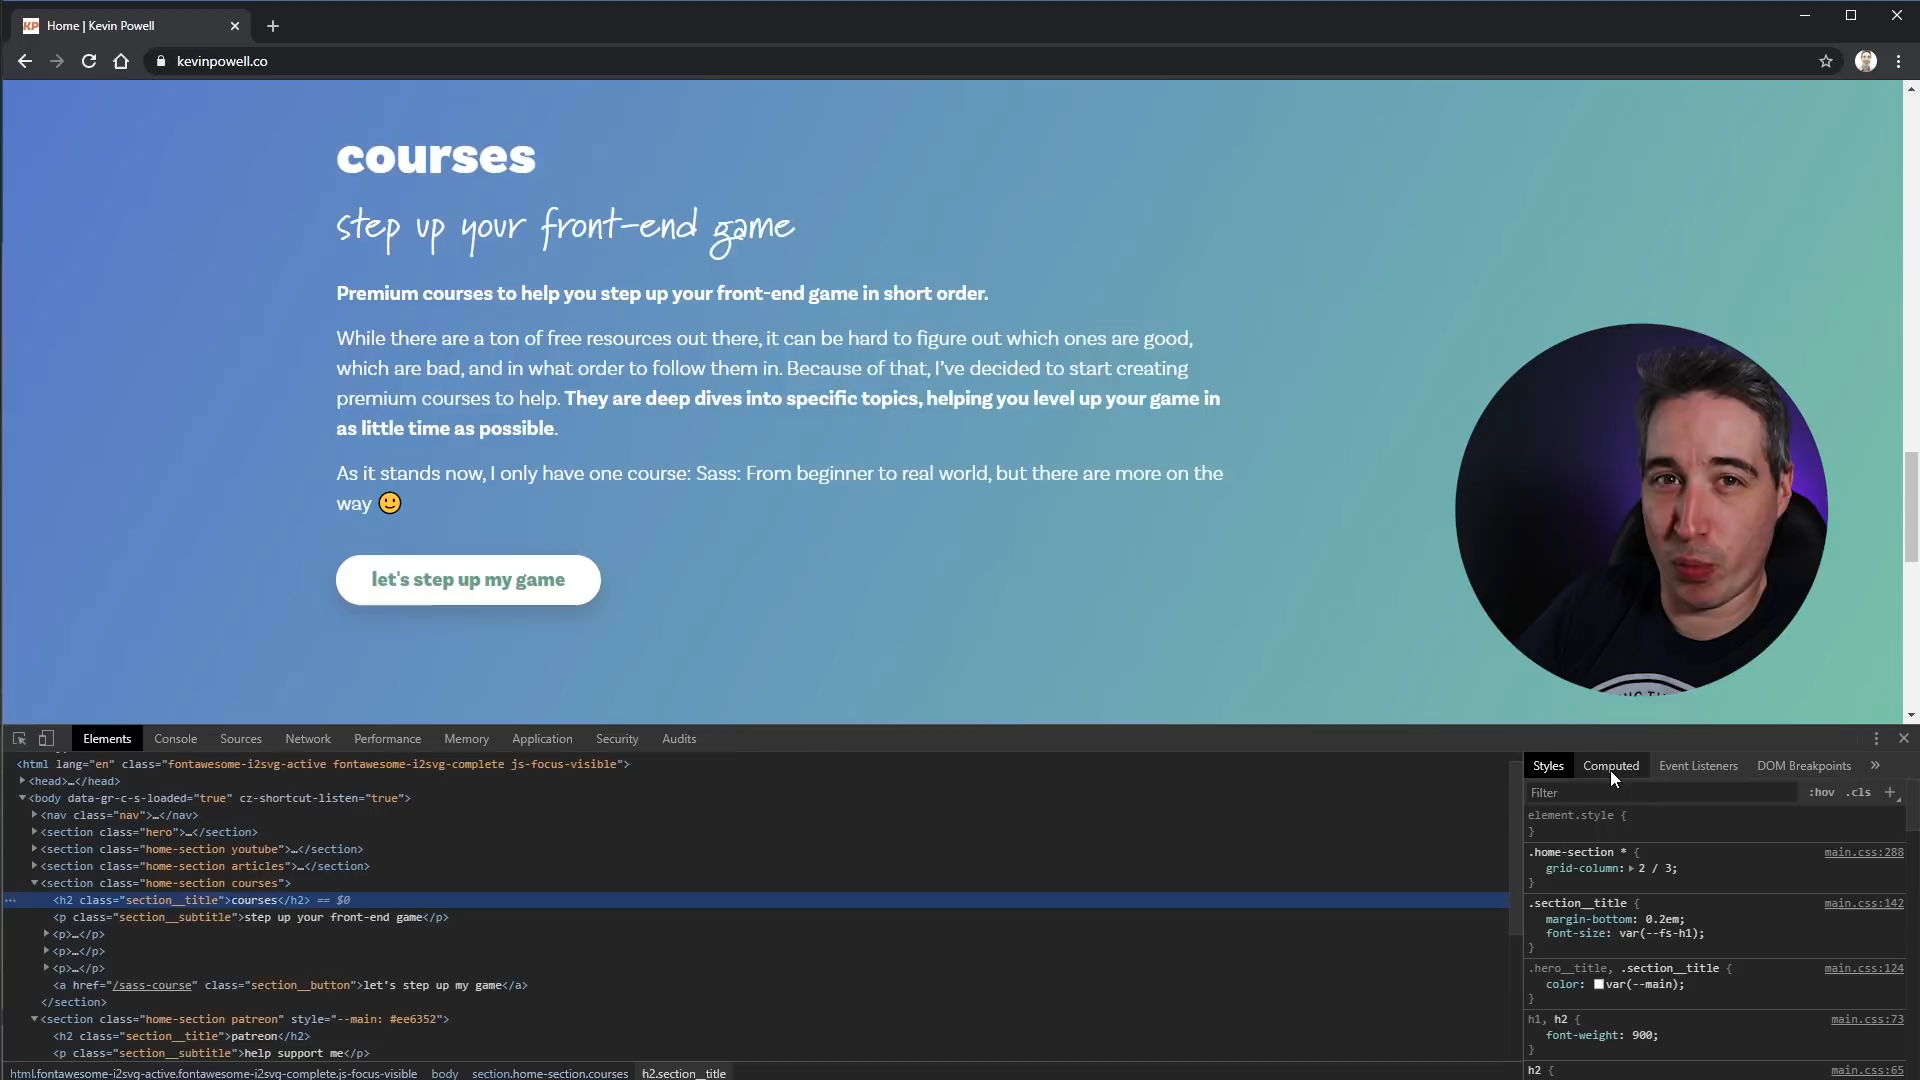 KP Home | Kevin Powell
kevinpowell.co
courses
step up your front-end game
Premium courses to help you step up your front-end game in short order.
While there are a ton of free resources out there, it can be hard to figure out which ones are good,
which are bad, and in what order to follow them in. Because of that, I've decided to start creating
premium courses to help. They are deep dives into specific topics, helping you level up your game in
as little time as possible.
As it stands now, I only have one course: Sass: From beginner to real world, but there are more on the
way 🙂
let's step up my game
Elements Console Sources Network Performance Memory Application Security Audits
<html lang="en" class="fontawesome-i2svg-active fontawesome-i2svg-complete js-focus-visible">
<head>…</head>
<body data-gr-c-s-loaded="true" cz-shortcut-listen="true">
<nav class="nav">…</nav>
<section class="hero">…</section>
<section class="home-section youtube">…</section>
<section class="home-section articles">…</section>
<section class="home-section courses">
<h2 class="section__title">courses</h2> == $0
<p class="section__subtitle">step up your front-end game</p>
<p>…</p>
<p>…</p>
<p>…</p>
<a href="/sass-course" class="section__button">let's step up my game</a>
</section>
<section class="home-section patreon" style="--main: #ee6352">
<h2 class="section__title">patreon</h2>
<p class="section__subtitle">help support me</p>
html.fontawesome-i2svg-active.fontawesome-i2svg-complete.js-focus-visible body section.home-section.courses h2.section__title
Styles Computed Event Listeners DOM Breakpoints »
Filter :hov .cls +
element.style {
}
.home-section * { main.css:288
grid-column: 2 / 3;
}
.section__title { main.css:142
margin-bottom: 0.2em;
font-size: var(--fs-h1);
}
.hero__title, .section__title { main.css:124
color: var(--main);
}
h1, h2 { main.css:73
font-weight: 900;
}
h2 { main.css:65